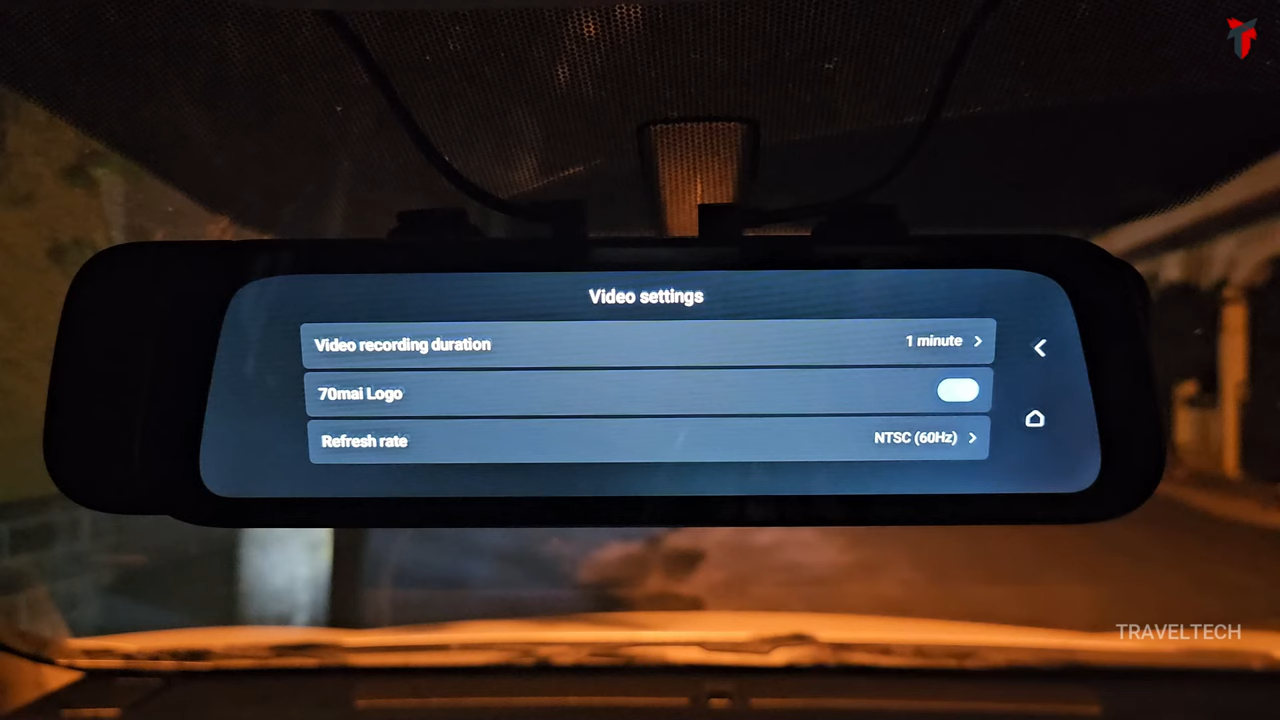 Video settings
Video recording duration 1 minute
70mai Logo
Refresh rate NTSC (60Hz)
TRAVELTECH